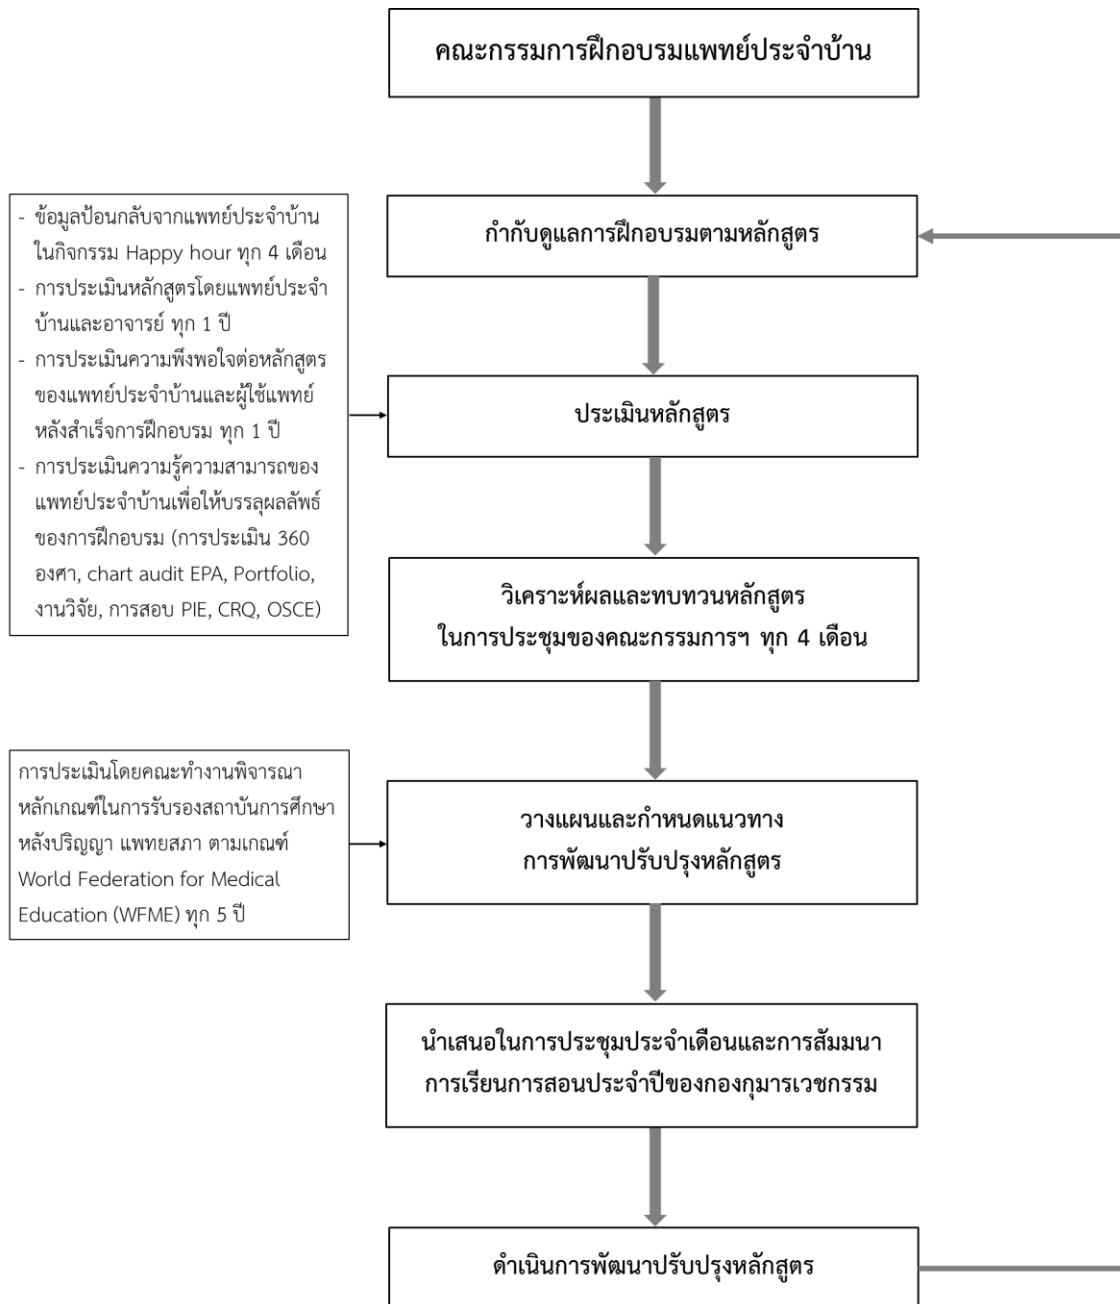 คณะกรรมการฝึกอบรมแพทย์ประจำบ้าน
กำกับดูแลการฝึกอบรมตามหลักสูตร
- ข้อมูลป้อนกลับจากแพทย์ประจำบ้าน
ในกิจกรรม Happy hour ทุก 4 เดือน
- การประเมินหลักสูตรโดยแพทย์ประจำ
บ้านและอาจารย์ ทุก 1 ปี
- การประเมินความพึงพอใจต่อหลักสูตร
ของแพทย์ประจำบ้านและผู้ใช้แพทย์
หลังสำเร็จการฝึกอบรม ทุก 1 ปี
- การประเมินความรู้ความสามารถของ
แพทย์ประจำบ้านเพื่อให้บรรลุผลลัพธ์
ของการฝึกอบรม (การประเมิน 360
องศา, chart audit EPA, Portfolio,
งานวิจัย, การสอบ PIE, CRQ, OSCE)
ประเมินหลักสูตร
วิเคราะห์ผลและทบทวนหลักสูตร
ในการประชุมของคณะกรรมการฯ ทุก 4 เดือน
การประเมินโดยคณะทำงานพิจารณา
หลักเกณฑ์ในการรับรองสถาบันการศึกษา
หลังปริญญา แพทยสภา ตามเกณฑ์
World Federation for Medical
Education (WFME) ทุก 5 ปี
วางแผนและกำหนดแนวทาง
การพัฒนาปรับปรุงหลักสูตร
นำเสนอในการประชุมประจำเดือนและการสัมมนา
การเรียนการสอนประจำปีของกองกุมารเวชกรรม
ดำเนินการพัฒนาปรับปรุงหลักสูตร